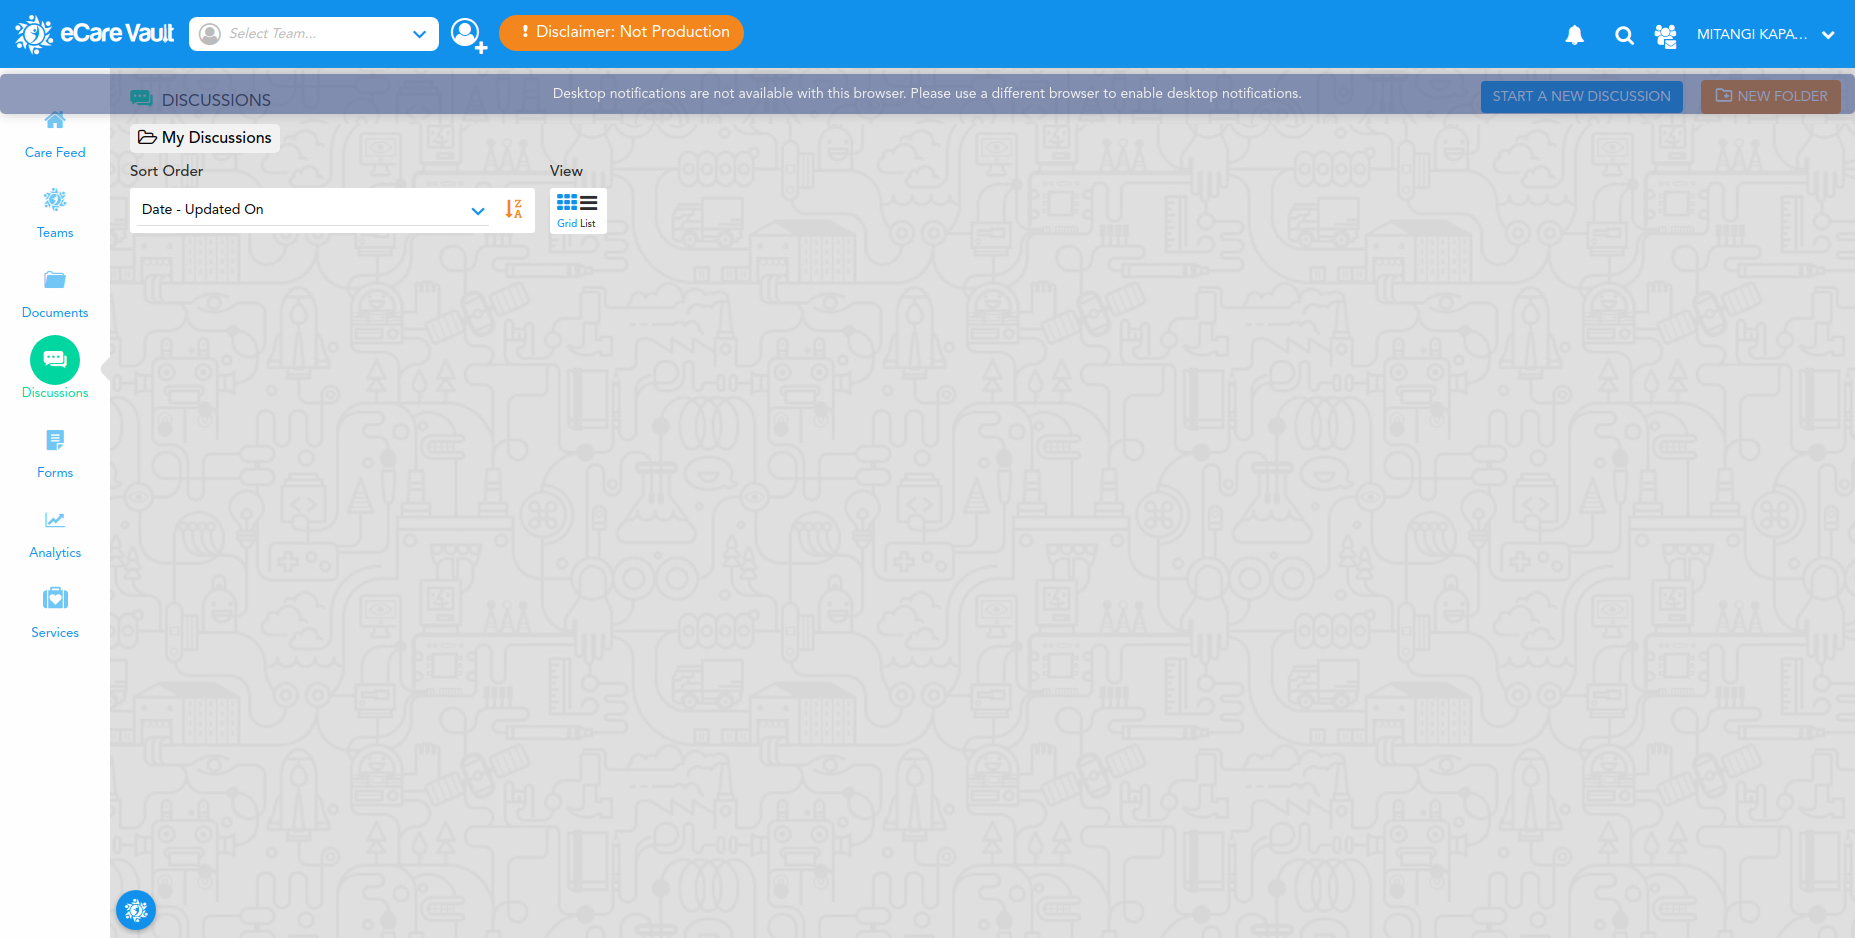 eCare Vault
Select Team...
Disclaimer: Not Production
MITANGI KAPA...
DISCUSSIONS
Desktop notifications are not available with this browser. Please use a different browser to enable desktop notifications.
START A NEW DISCUSSION
NEW FOLDER
My Discussions
Sort Order
View
Date - Updated On
Z
A
Grid List
Care Feed
Teams
Documents
Discussions
Forms
Analytics
Services